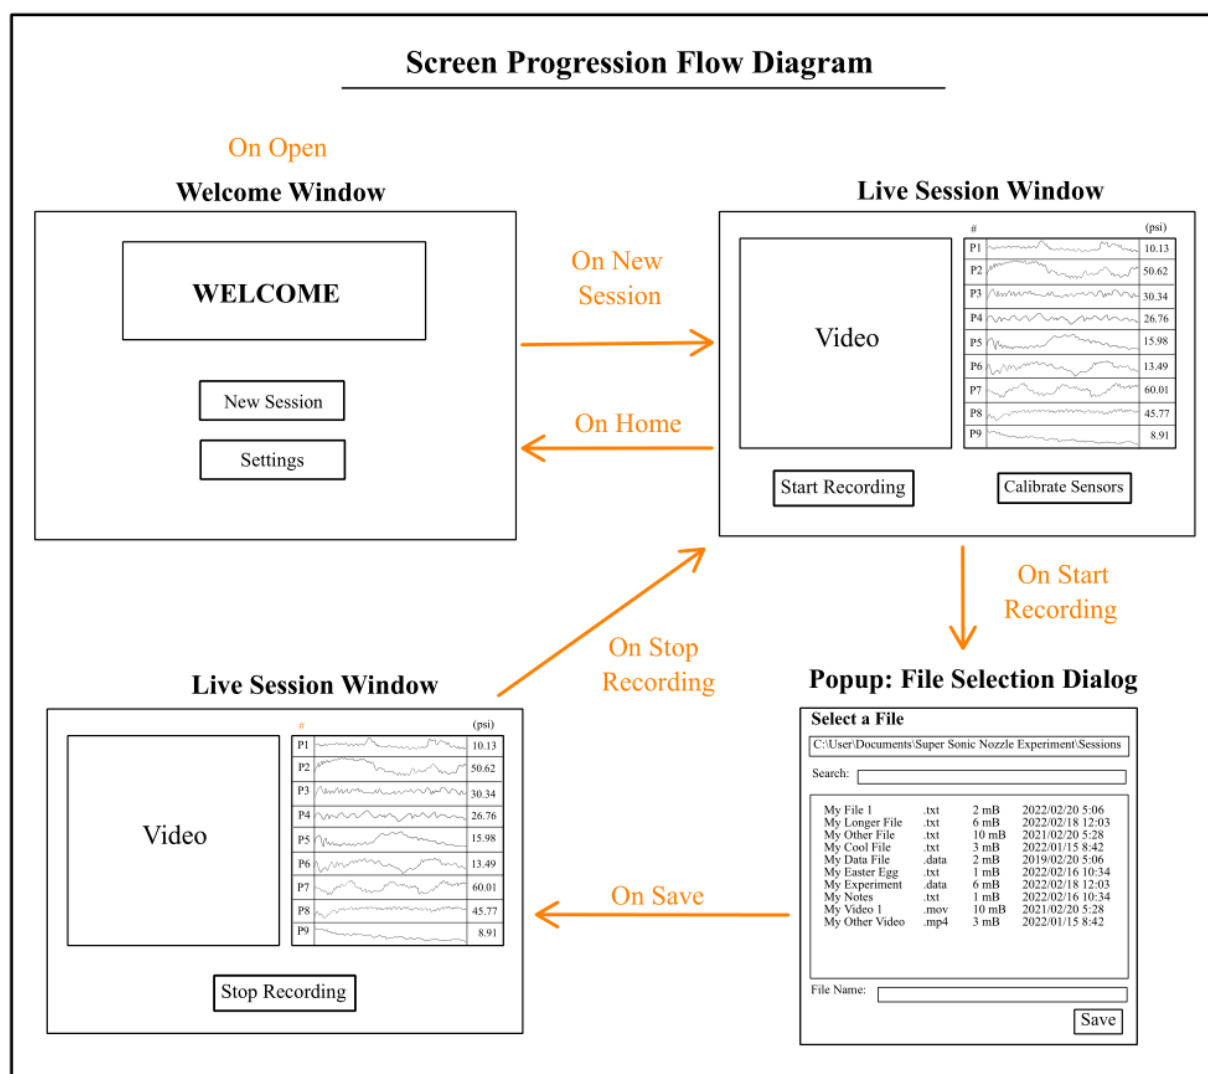 Screen Progression Flow Diagram
On Open
Welcome Window
WELCOME
New Session
Settings
On New
Session
On Home
Live Session Window
# (psi)
P1 10.13
P2 50.62
P3 30.34
P4 26.76
P5 15.98
P6 13.49
P7 60.01
P8 45.77
P9 8.91
Video
Start Recording
Calibrate Sensors
On Start
Recording
Popup: File Selection Dialog
Select a File
C:\User\Documents\Super Sonic Nozzle Experiment\Sessions
Search:
My File 1 .txt 2 mB 2022/02/20 5:06
My Longer File .txt 6 mB 2022/02/18 12:03
My Other File .txt 10 mB 2021/02/20 5:28
My Cool File .txt 3 mB 2022/01/15 8:42
My Data File .data 2 mB 2019/02/20 5:06
My Easter Egg .txt 1 mB 2022/02/16 10:34
My Experiment .data 6 mB 2022/02/18 12:03
My Notes .txt 1 mB 2022/02/16 10:34
My Video 1 .mov 10 mB 2021/02/20 5:28
My Other Video .mp4 3 mB 2022/01/15 8:42
File Name:
Save
On Save
Live Session Window
# (psi)
P1 10.13
P2 50.62
P3 30.34
P4 26.76
P5 15.98
P6 13.49
P7 60.01
P8 45.77
P9 8.91
Video
Stop Recording
On Stop
Recording